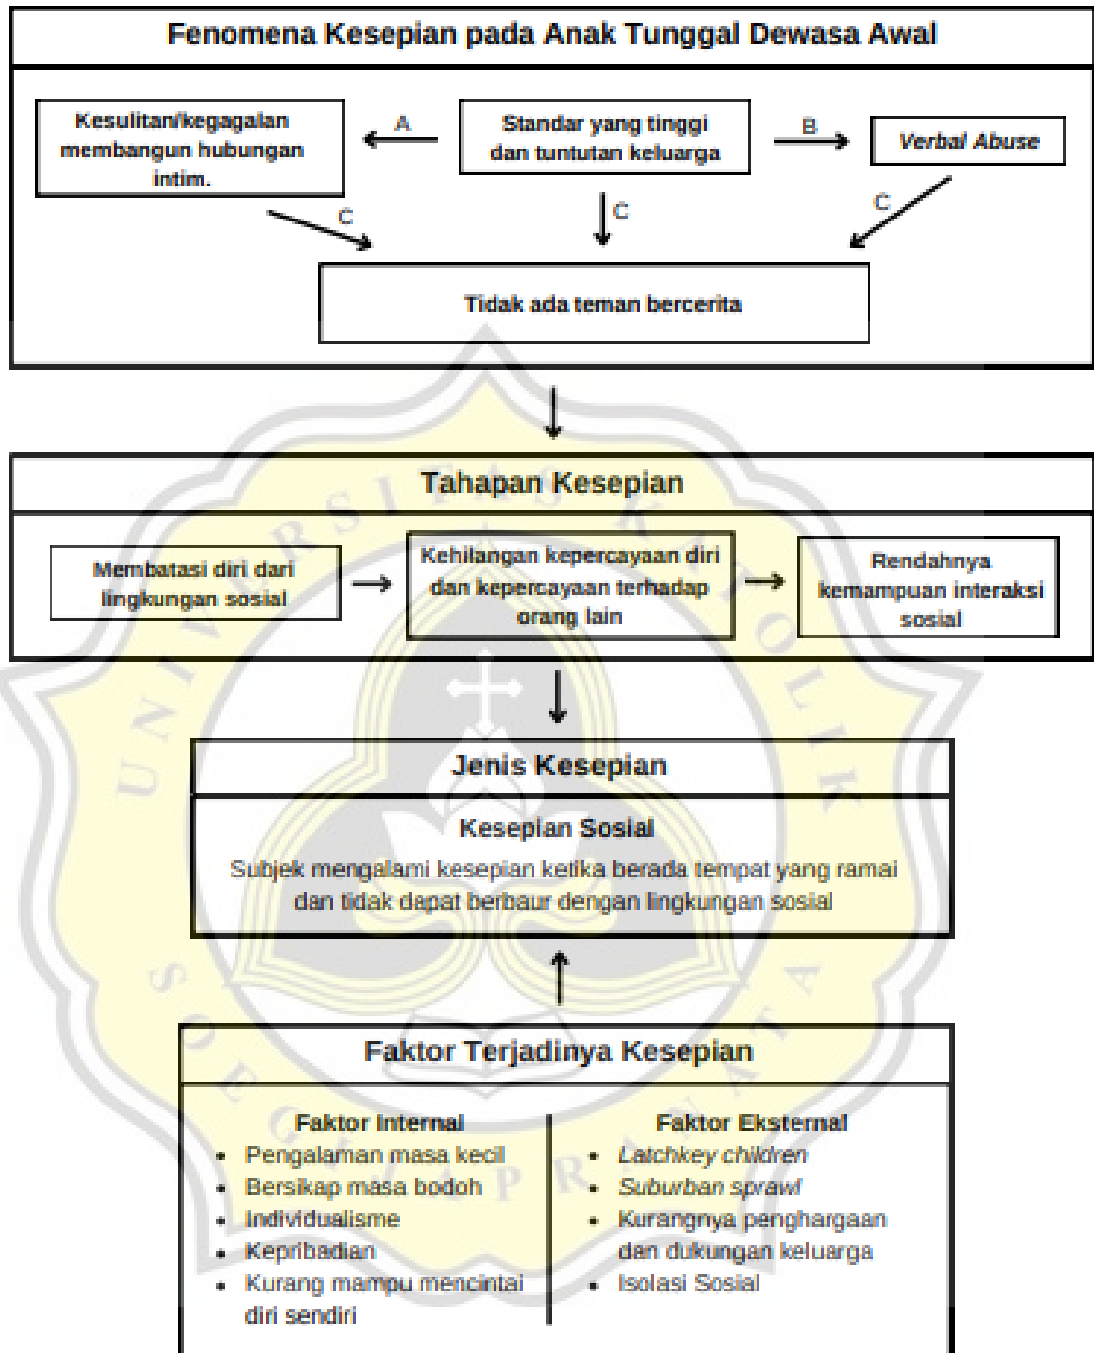 Fenomena Kesepian pada Anak Tunggal Dewasa Awal
Kesulitan/kegagalan
membangun hubungan
intim.
A
Standar yang tinggi
dan tuntutan keluarga
B
Verbal Abuse
C
C
C
Tidak ada teman bercerita
Tahapan Kesepian
Membatasi diri dari
lingkungan sosial
Kehilangan kepercayaan diri
dan kepercayaan terhadap
orang lain
Rendahnya
kemampuan interaksi
sosial
Jenis Kesepian
Kesepian Sosial
Subjek mengalami kesepian ketika berada tempat yang ramai
dan tidak dapat berbaur dengan lingkungan sosial
Faktor Terjadinya Kesepian
Faktor Internal
• Pengalaman masa kecil
• Bersikap masa bodoh
• Individualisme
• Kepribadian
• Kurang mampu mencintai
diri sendiri
Faktor Eksternal
• Latchkey children
• Suburban sprawl
• Kurangnya penghargaan
dan dukungan keluarga
• Isolasi Sosial
UNIVERSITAS KATOLIK